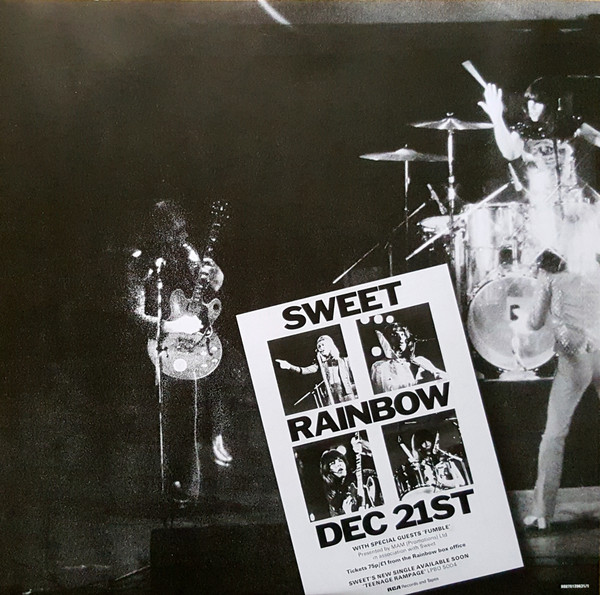 SWEET
RAINBOW
DEC 21ST
WITH SPECIAL GUESTS 'FUMBLE'
Presented by MAM (Promotions) Ltd
in association with Sweet
Tickets 75p/£1 from the Rainbow box office
SWEET'S NEW SINGLE AVAILABLE SOON
'TEENAGE RAMPAGE' LPBO 5004
RCA Records and Tapes